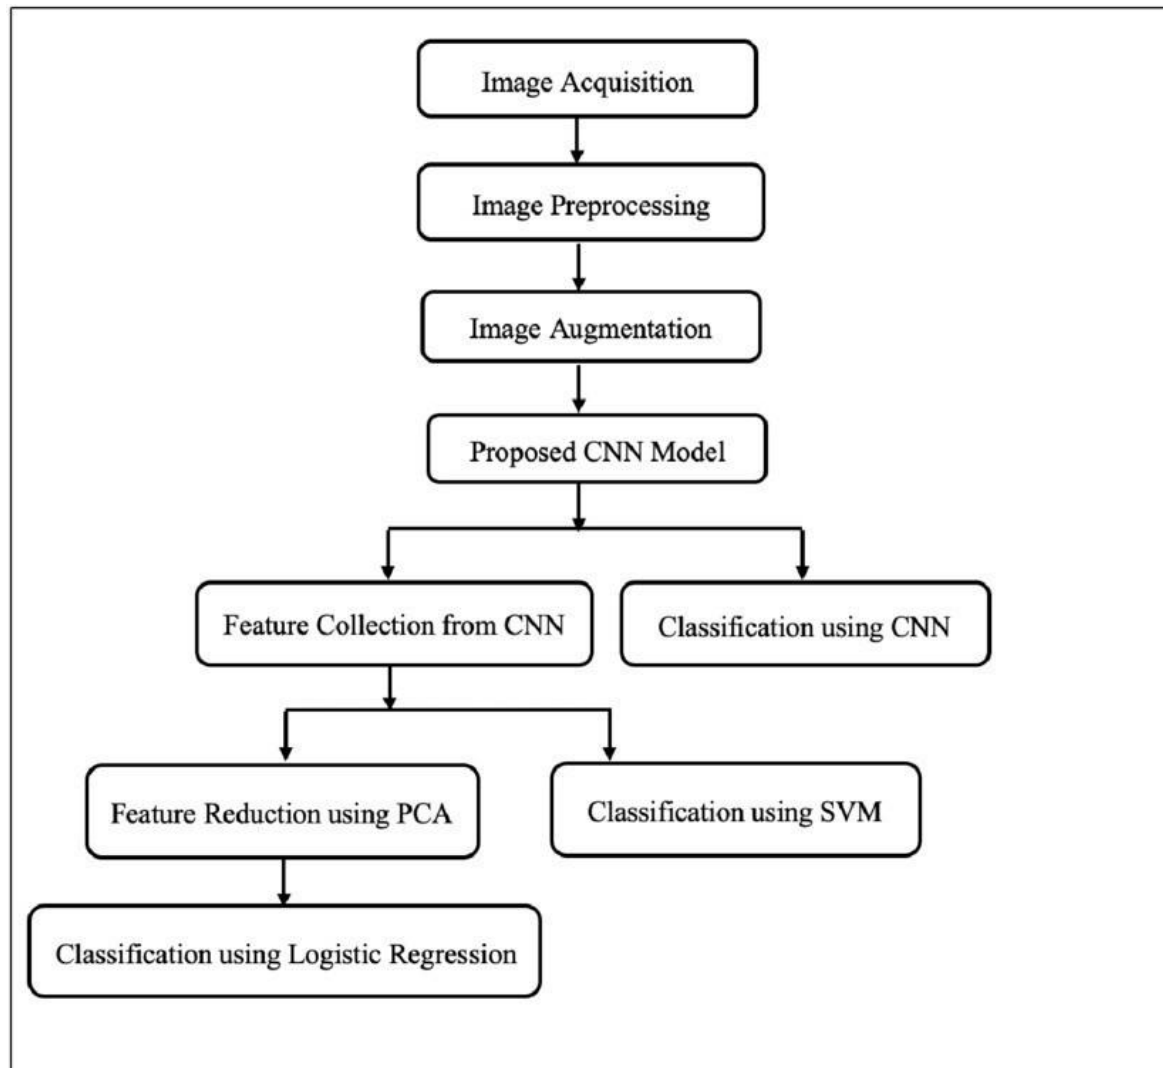 Image Acquisition
Image Preprocessing
Image Augmentation
Proposed CNN Model
Feature Collection from CNN
Classification using CNN
Feature Reduction using PCA
Classification using SVM
Classification using Logistic Regression